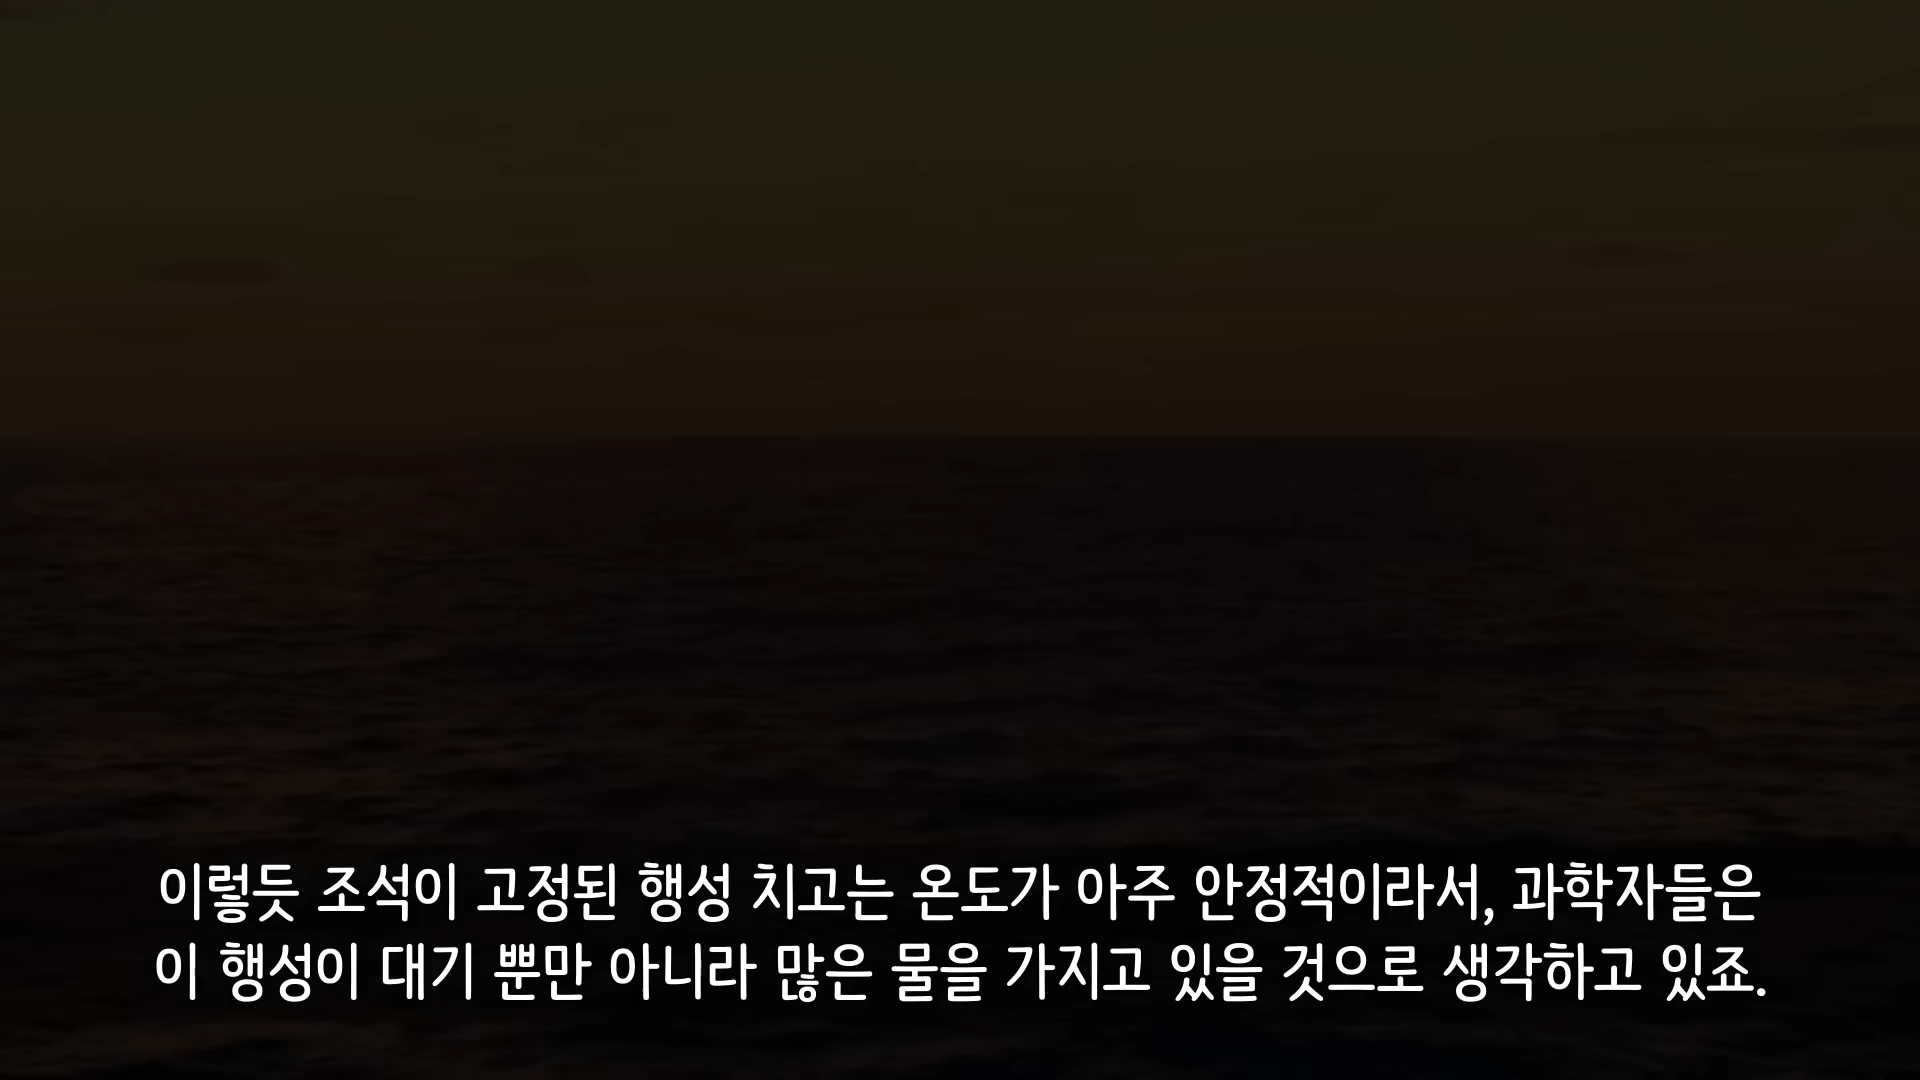 이렇듯 조석이 고정된 행성 치고는 온도가 아주 안정적이라서, 과학자들은
이 행성이 대기 뿐만 아니라 많은 물을 가지고 있을 것으로 생각하고 있죠.